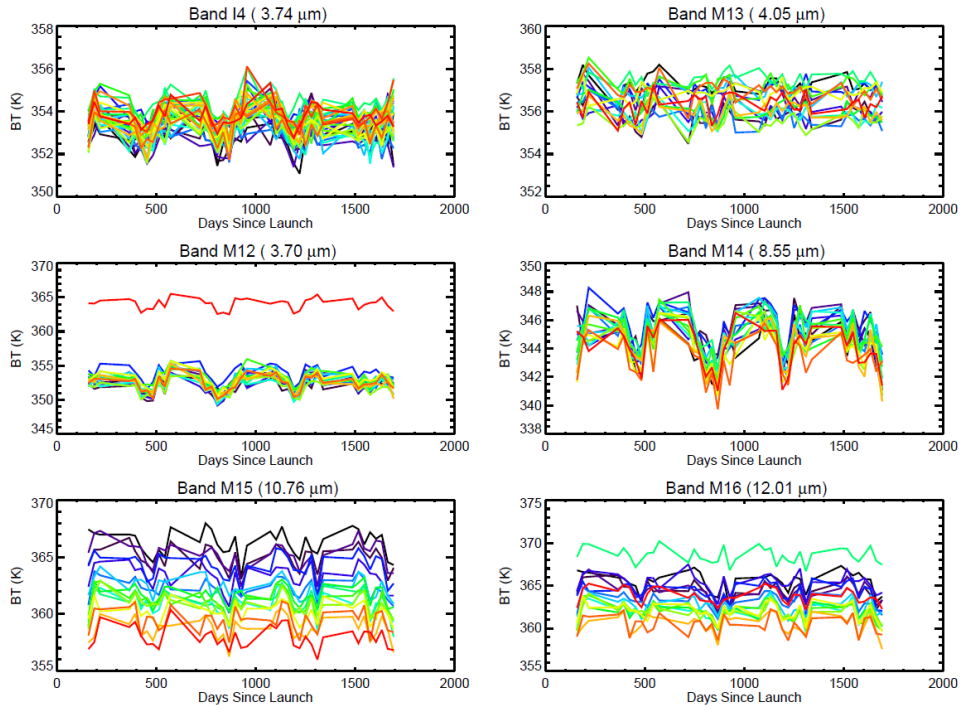 Band I4 ( 3.74 μm)
358
356
354
352
350
BT (K)
0 500 1000 1500 2000
Days Since Launch
Band M13 ( 4.05 μm)
360
358
356
354
352
BT (K)
0 500 1000 1500 2000
Days Since Launch
Band M12 ( 3.70 μm)
370
365
360
355
350
345
BT (K)
0 500 1000 1500 2000
Days Since Launch
Band M14 ( 8.55 μm)
350
348
346
344
342
340
338
BT (K)
0 500 1000 1500 2000
Days Since Launch
Band M15 (10.76 μm)
370
365
360
355
BT (K)
0 500 1000 1500 2000
Days Since Launch
Band M16 (12.01 μm)
375
370
365
360
355
BT (K)
0 500 1000 1500 2000
Days Since Launch